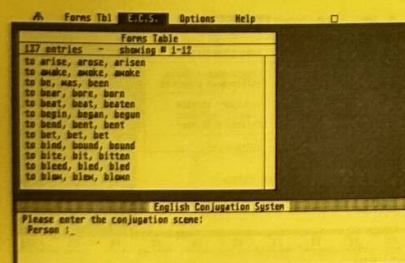 Forms Tbl E.C.S. Options Help
Forms Table
137 entries - showing # 1-12
to arise, arose, arisen
to awake, awoke, awoke
to be, was, been
to bear, bore, born
to beat, beat, beaten
to begin, began, begun
to bend, bent, bent
to bet, bet, bet
to bind, bound, bound
to bite, bit, bitten
to bleed, bled, bled
to blow, blew, blown
English Conjugation System
Please enter the conjugation scene:
Person :_